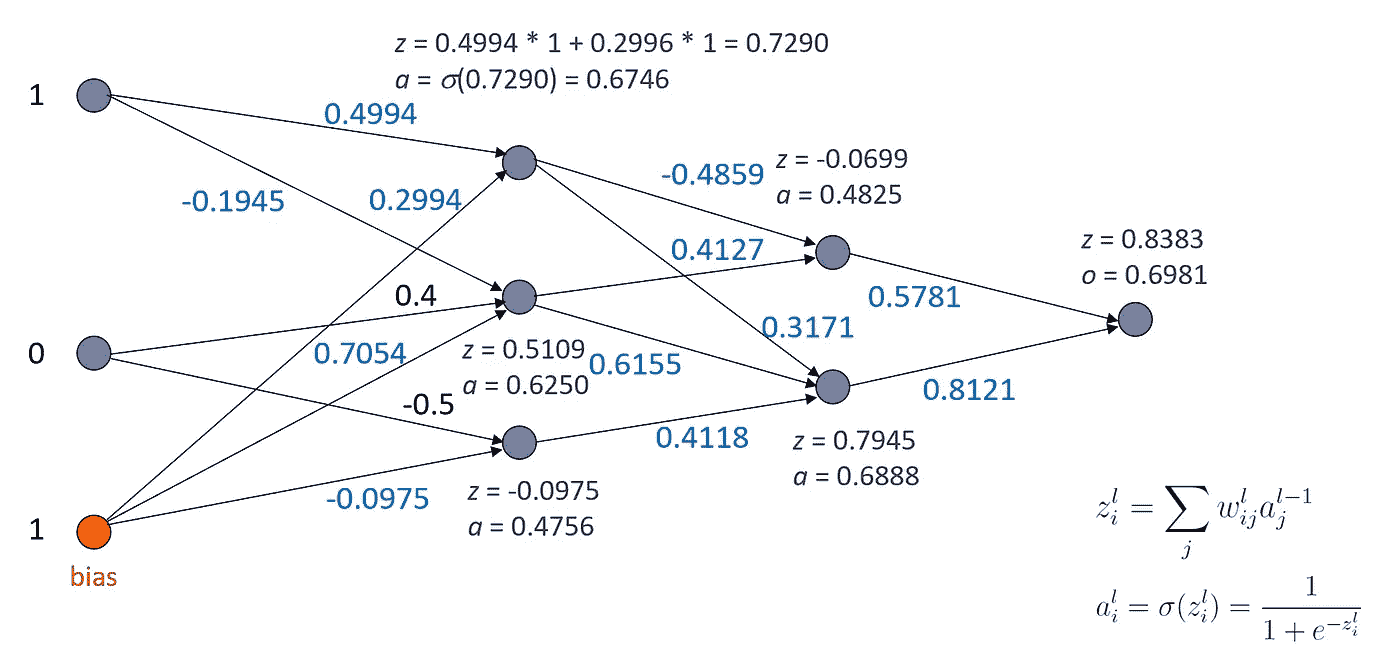 z = 0.4994 * 1 + 0.2996 * 1 = 0.7290
a = σ(0.7290) = 0.6746
1
0.4994
-0.1945
0.2994
-0.4859
z = -0.0699
a = 0.4825
0.4127
z = 0.8383
o = 0.6981
0.5781
0.4
0
0.7054
z = 0.5109
a = 0.6250
0.6155
0.3171
-0.5
0.8121
0.4118
z = 0.7945
a = 0.6888
-0.0975
z = -0.0975
a = 0.4756
1
bias
z_i^l = \sum_j w_{ij}^l a_j^{l-1}
a_i^l = σ(z_i^l) = \frac{1}{1 + e^{-z_i^l}}